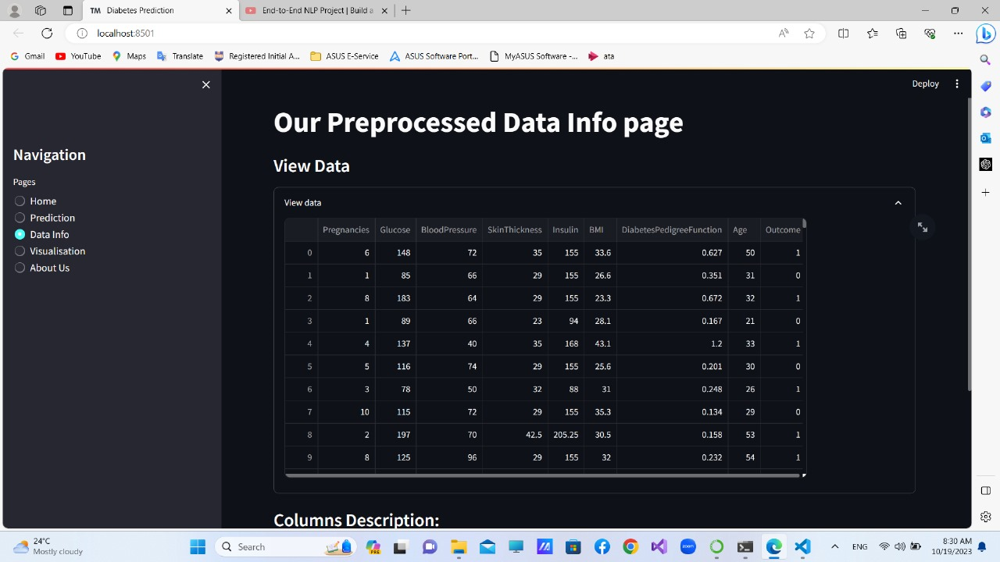 Diabetes Prediction
End-to-End NLP Project | Build a
localhost:8501
Gmail YouTube Maps Translate Registered Initial A... ASUS E-Service ASUS Software Port... MyASUS Software -... ata
Deploy
Navigation
Pages
Home
Prediction
Data Info
Visualisation
About Us
Our Preprocessed Data Info page
View Data
View data
Pregnancies Glucose BloodPressure SkinThickness Insulin BMI DiabetesPedigreeFunction Age Outcome
0 6 148 72 35 155 33.6 0.627 50 1
1 1 85 66 29 155 26.6 0.351 31 0
2 8 183 64 29 155 23.3 0.672 32 1
3 1 89 66 23 94 28.1 0.167 21 0
4 4 137 40 35 168 43.1 1.2 33 1
5 5 116 74 29 155 25.6 0.201 30 0
6 3 78 50 32 88 31 0.248 26 1
7 10 115 72 29 155 35.3 0.134 29 0
8 2 197 70 42.5 205.25 30.5 0.158 53 1
9 8 125 96 29 155 32 0.232 54 1
Columns Description:
24°C
Mostly cloudy
Search
PRE
zoom
ENG
8:30 AM
10/19/2023